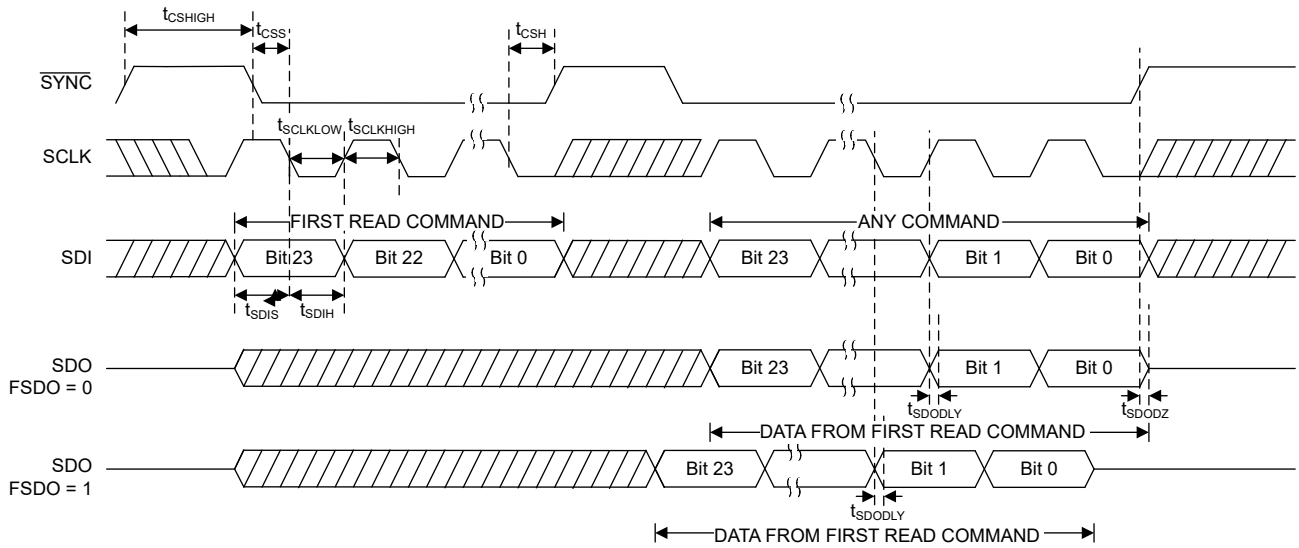 tCSHIGH
tCSS
tCSH
SYNC
tSCLKLOW tSCLKHIGH
SCLK
FIRST READ COMMAND ANY COMMAND
SDI Bit 23 Bit 22 Bit 0 Bit 23 Bit 1 Bit 0
tSDIS tSDIH
SDO
FSDO = 0
Bit 23 Bit 1 Bit 0
tSDODLY tSDODZ
DATA FROM FIRST READ COMMAND
SDO
FSDO = 1
Bit 23 Bit 1 Bit 0
tSDODLY
DATA FROM FIRST READ COMMAND